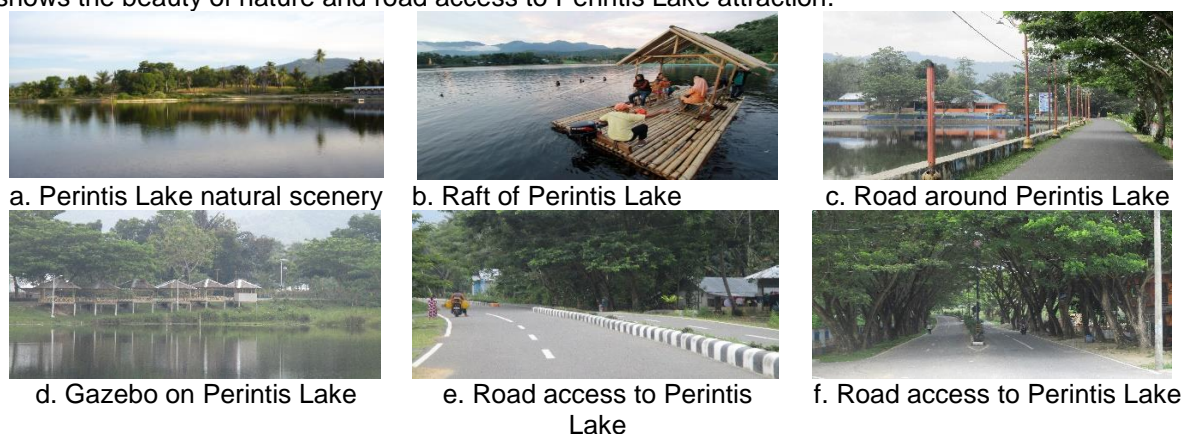 shows the beauty of nature and road access to Perintis Lake attraction.
a. Perintis Lake natural scenery
b. Raft of Perintis Lake
c. Road around Perintis Lake
d. Gazebo on Perintis Lake
e. Road access to Perintis
Lake
f. Road access to Perintis Lake